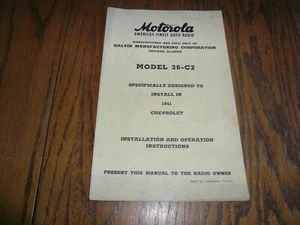 Motorola
AMERICA'S FINEST AUTO RADIO
MANUFACTURED AND SOLD ONLY BY
GALVIN MANUFACTURING CORPORATION
CHICAGO, ILLINOIS
MODEL 36-C2
SPECIFICALLY DESIGNED TO
INSTALL IN
1941
CHEVROLET
INSTALLATION AND OPERATION
INSTRUCTIONS
PRESENT THIS MANUAL TO THE RADIO OWNER